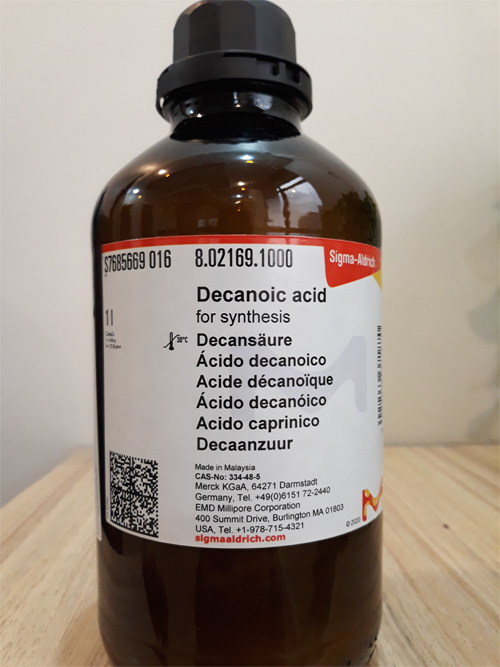 S7685669 016 8.02169.1000
Sigma-Aldrich
Decanoic acid
for synthesis
1 l
30°C
Decansäure
Ácido decanoico
Acide décanoïque
Ácido decanóico
Acido caprinico
Decaanzuur
Made in Malaysia
CAS-No: 334-48-5
Merck KGaA, 64271 Darmstadt
Germany, Tel. +49(0)6151 72-2440
EMD Millipore Corporation
400 Summit Drive, Burlington MA 01803
USA, Tel. +1-978-715-4321
sigmaaldrich.com
© 2020